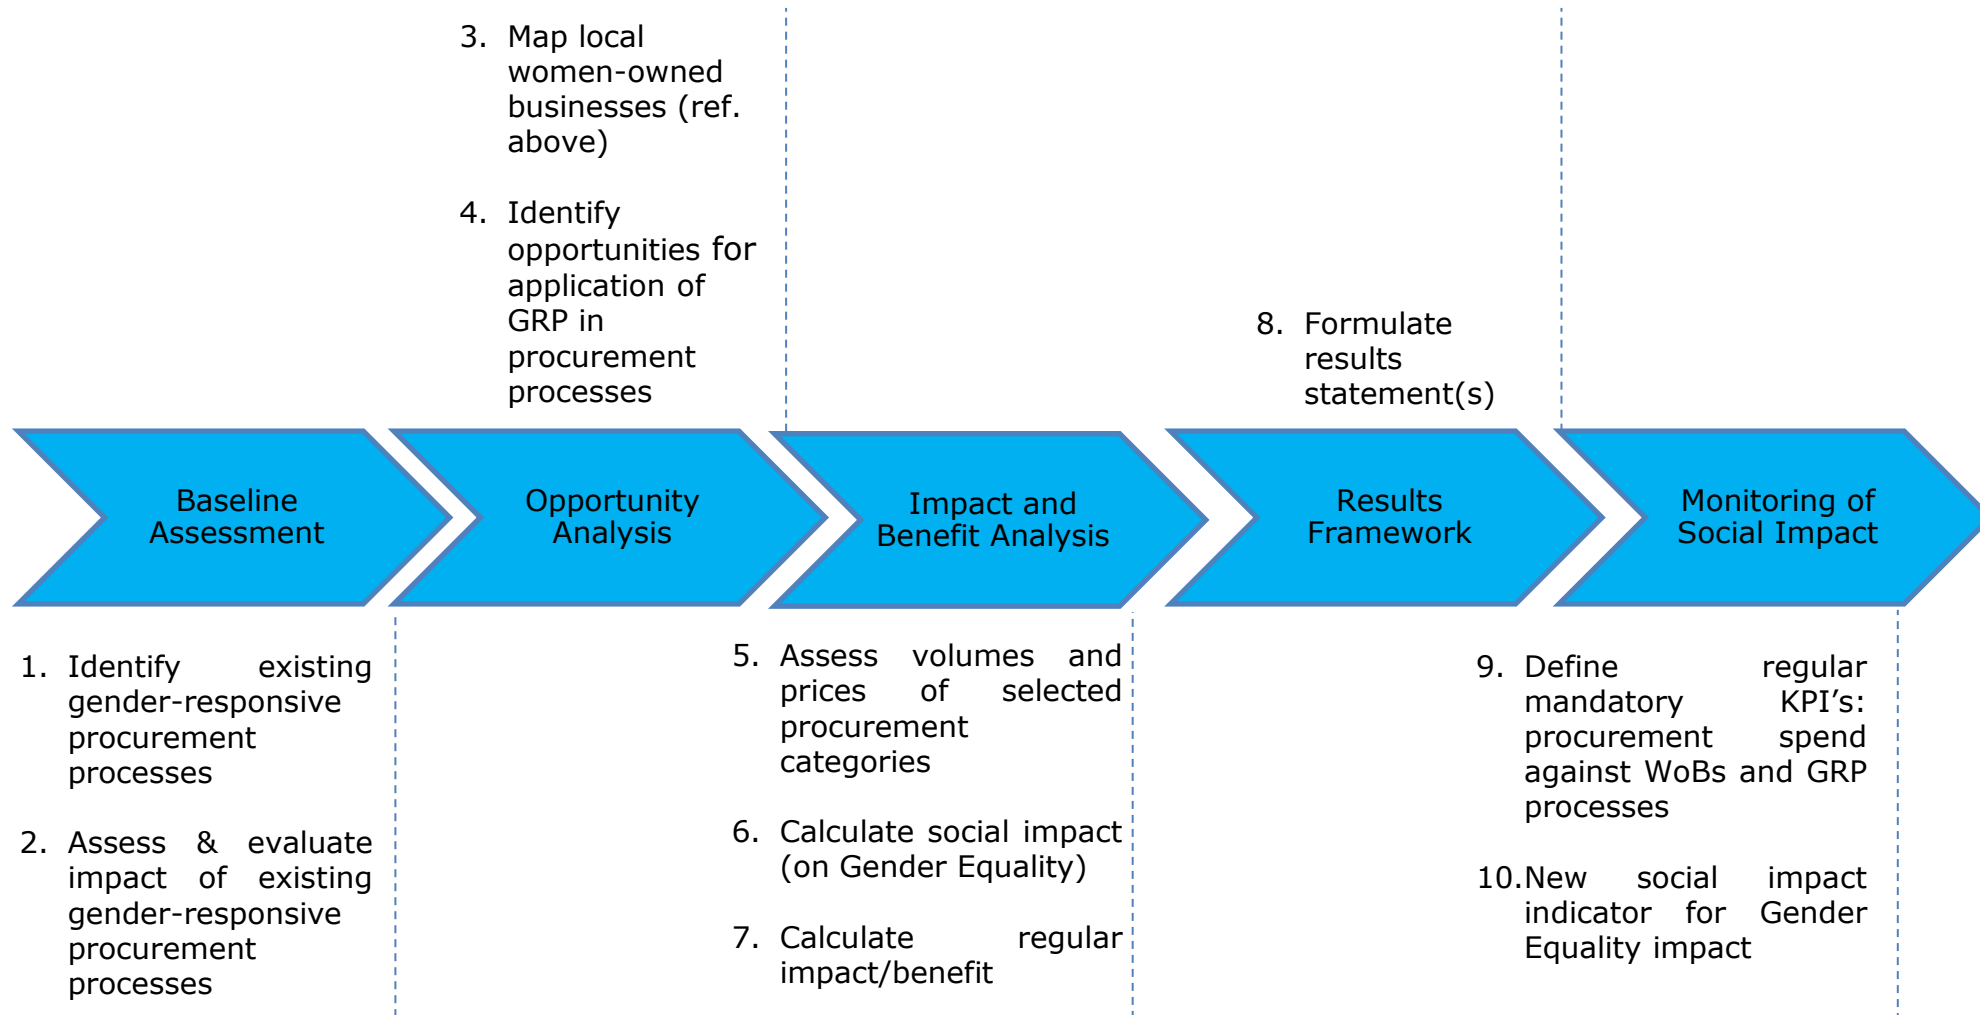 3. Map local
women-owned
businesses (ref.
above)
4. Identify
opportunities for
application of
GRP in
procurement
processes
8. Formulate
results
statement(s)
Baseline
Assessment
Opportunity
Analysis
Impact and
Benefit Analysis
Results
Framework
Monitoring of
Social Impact
1. Identify existing
gender-responsive
procurement
processes
2. Assess & evaluate
impact of existing
gender-responsive
procurement
processes
5. Assess volumes and
prices of selected
procurement
categories
6. Calculate social impact
(on Gender Equality)
7. Calculate regular
impact/benefit
9. Define regular
mandatory KPI’s:
procurement spend
against WoBs and GRP
processes
10.New social impact
indicator for Gender
Equality impact